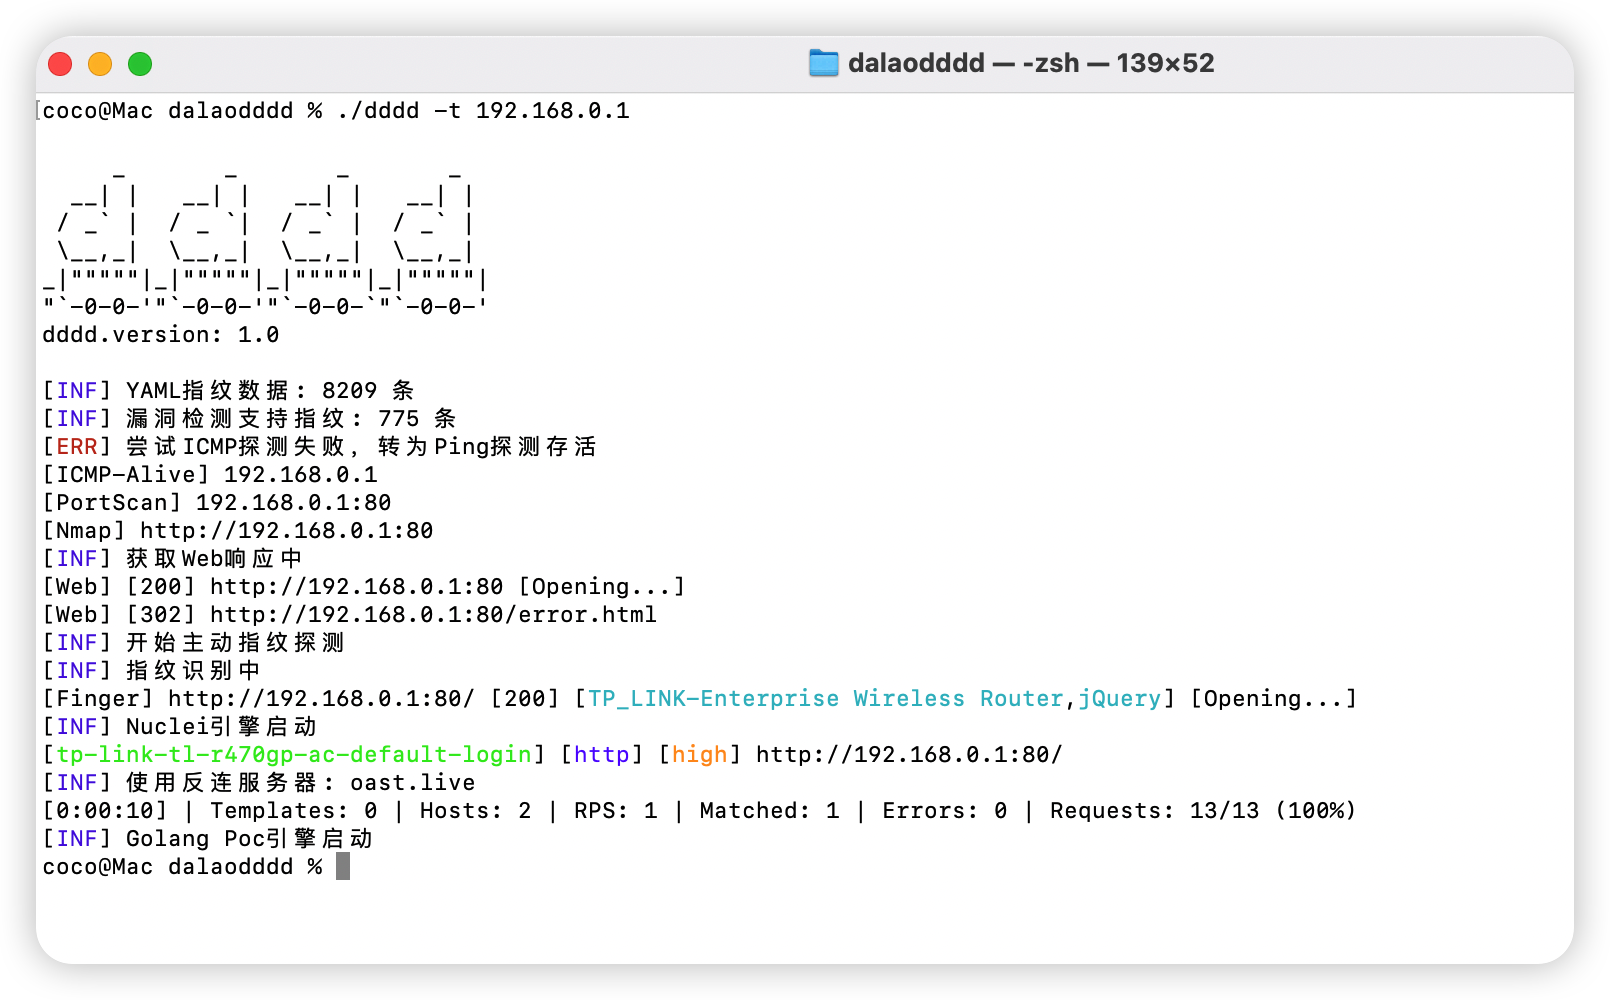 dalaodddd — -zsh — 139×52
coco@Mac dalaodddd % ./dddd -t 192.168.0.1
     _       _       _       _
  __| |   __| |   __| |   __| |
 / _` |  / _ `|  / _` |  / _` |
 \__,_|  \__,_|  \__,_|  \__,_|
_|"""""|_|"""""|_|"""""|_|"""""|
"`-0-0-'"`-0-0-'"`-0-0-`"`-0-0-'
dddd.version: 1.0
[INF] YAML指纹数据: 8209 条
[INF] 漏洞检测支持指纹: 775 条
[ERR] 尝试ICMP探测失败, 转为Ping探测存活
[ICMP-Alive] 192.168.0.1
[PortScan] 192.168.0.1:80
[Nmap] http://192.168.0.1:80
[INF] 获取Web响应中
[Web] [200] http://192.168.0.1:80 [Opening...]
[Web] [302] http://192.168.0.1:80/error.html
[INF] 开始主动指纹探测
[INF] 指纹识别中
[Finger] http://192.168.0.1:80/ [200] [TP_LINK-Enterprise Wireless Router,jQuery] [Opening...]
[INF] Nuclei引擎启动
[tp-link-tl-r470gp-ac-default-login] [http] [high] http://192.168.0.1:80/
[INF] 使用反连服务器: oast.live
[0:00:10] | Templates: 0 | Hosts: 2 | RPS: 1 | Matched: 1 | Errors: 0 | Requests: 13/13 (100%)
[INF] Golang Poc引擎启动
coco@Mac dalaodddd %